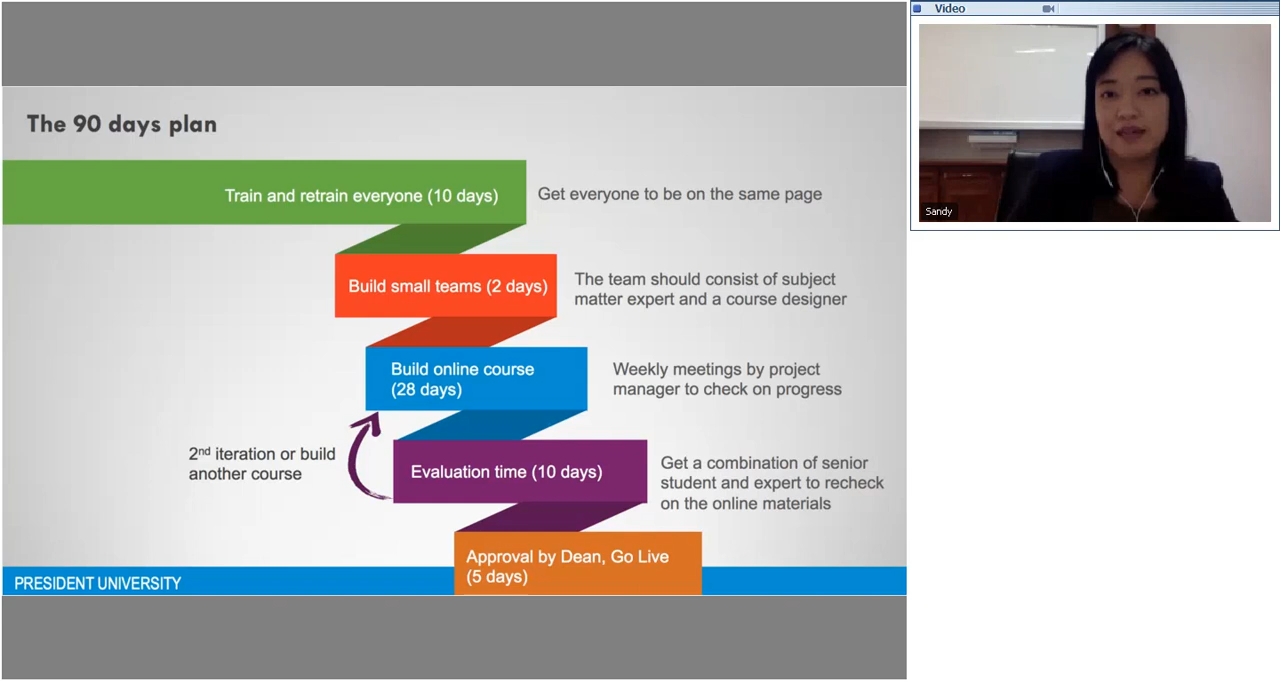 Video
Sandy
The 90 days plan
Train and retrain everyone (10 days)
Get everyone to be on the same page
Build small teams (2 days)
The team should consist of subject
matter expert and a course designer
Build online course
(28 days)
Weekly meetings by project
manager to check on progress
2nd iteration or build
another course
Evaluation time (10 days)
Get a combination of senior
student and expert to recheck
on the online materials
Approval by Dean, Go Live
(5 days)
PRESIDENT UNIVERSITY